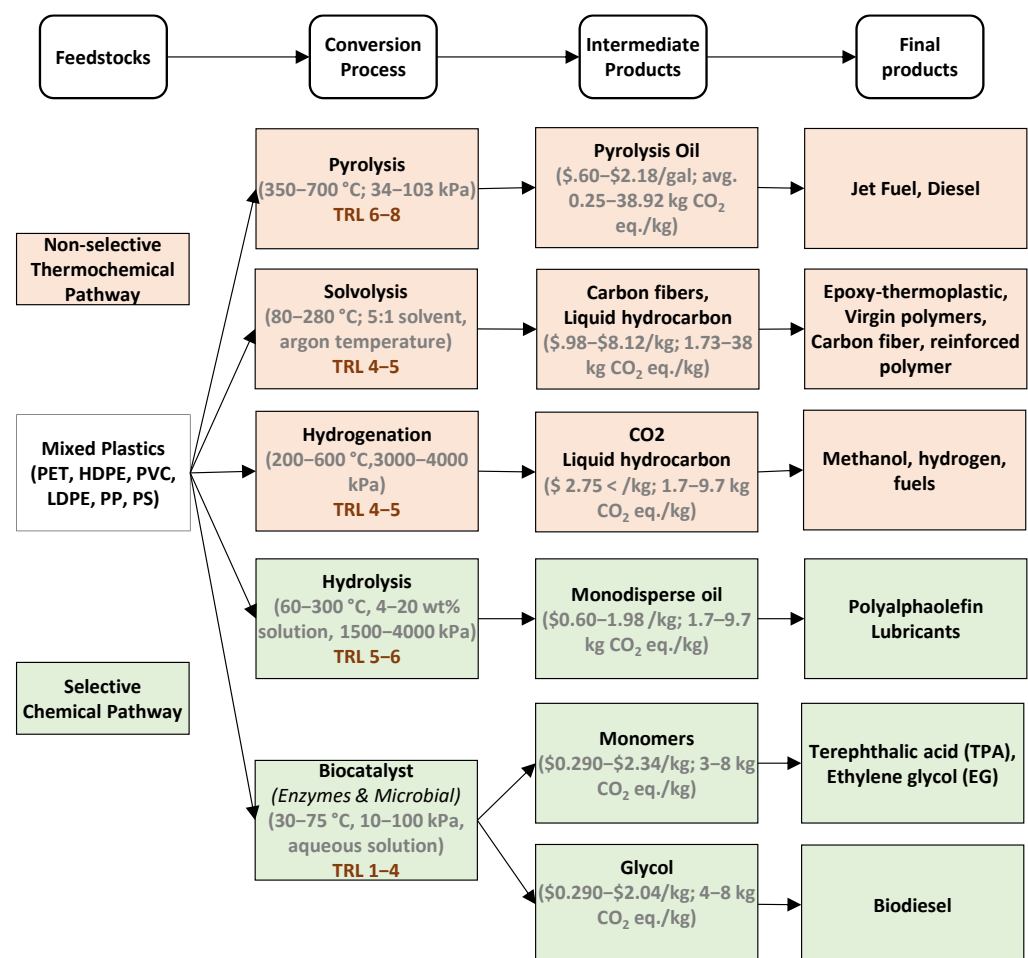 Feedstocks
Conversion
Process
Intermediate
Products
Final
products
Non-selective
Thermochemical
Pathway
Selective
Chemical Pathway
Mixed Plastics
(PET, HDPE, PVC,
LDPE, PP, PS)
Pyrolysis
(350–700 °C; 34–103 kPa)
TRL 6–8
Pyrolysis Oil
($.60–$2.18/gal; avg.
0.25–38.92 kg CO2
eq./kg)
Jet Fuel, Diesel
Solvolysis
(80–280 °C; 5:1 solvent,
argon temperature)
TRL 4–5
Carbon fibers,
Liquid hydrocarbon
($.98–$8.12/kg; 1.73–38
kg CO2 eq./kg)
Epoxy-thermoplastic,
Virgin polymers,
Carbon fiber, reinforced
polymer
Hydrogenation
(200–600 °C,3000–4000
kPa)
TRL 4–5
CO2
Liquid hydrocarbon
($ 2.75 < /kg; 1.7–9.7 kg
CO2 eq./kg)
Methanol, hydrogen,
fuels
Hydrolysis
(60–300 °C, 4–20 wt%
solution, 1500–4000 kPa)
TRL 5–6
Monodisperse oil
($0.60–1.98 /kg; 1.7–9.7
kg CO2 eq./kg)
Polyalphaolefin
Lubricants
Biocatalyst
(Enzymes & Microbial)
(30–75 °C, 10–100 kPa,
aqueous solution)
TRL 1–4
Monomers
($0.290–$2.34/kg; 3–8 kg
CO2 eq./kg)
Terephthalic acid (TPA),
Ethylene glycol (EG)
Glycol
($0.290–$2.04/kg; 4–8 kg
CO2 eq./kg)
Biodiesel